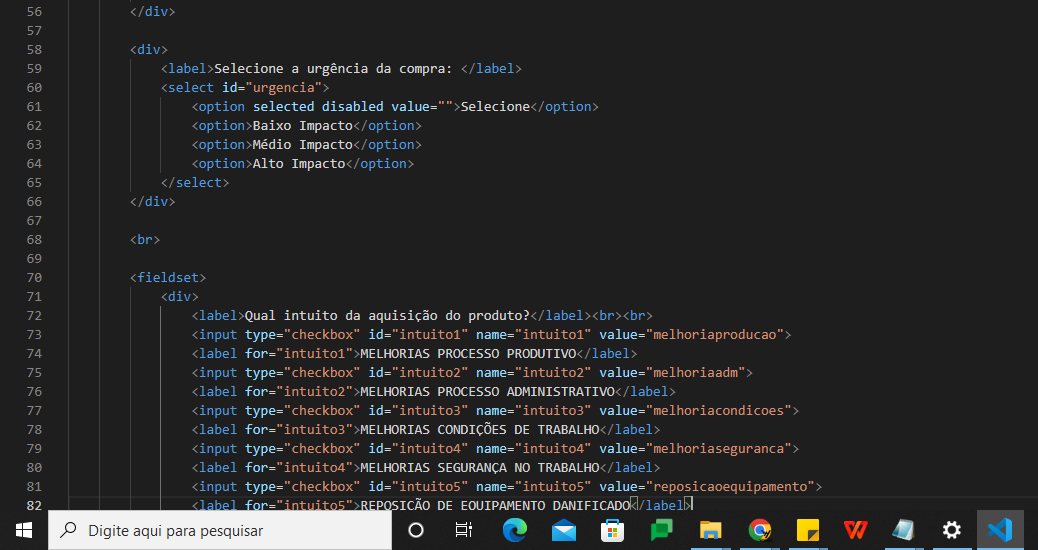 56 </div>
57
58 <div>
59 <label>Selecione a urgência da compra: </label>
60 <select id="urgencia">
61 <option selected disabled value="">Selecione</option>
62 <option>Baixo Impacto</option>
63 <option>Médio Impacto</option>
64 <option>Alto Impacto</option>
65 </select>
66 </div>
67
68 <br>
69
70 <fieldset>
71 <div>
72 <label>Qual intuito da aquisição do produto?</label><br><br>
73 <input type="checkbox" id="intuito1" name="intuito1" value="melhoriaproducao">
74 <label for="intuito1">MELHORIAS PROCESSO PRODUTIVO</label>
75 <input type="checkbox" id="intuito2" name="intuito2" value="melhoriaadm">
76 <label for="intuito2">MELHORIAS PROCESSO ADMINISTRATIVO</label>
77 <input type="checkbox" id="intuito3" name="intuito3" value="melhoriacondicoes">
78 <label for="intuito3">MELHORIAS CONDIÇÕES DE TRABALHO</label>
79 <input type="checkbox" id="intuito4" name="intuito4" value="melhoriaseguranca">
80 <label for="intuito4">MELHORIAS SEGURANÇA NO TRABALHO</label>
81 <input type="checkbox" id="intuito5" name="intuito5" value="reposicaoequipamento">
82 <label for="intuito5">REPOSIÇÃO DE EQUIPAMENTO DANIFICADO</label>
Digite aqui para pesquisar